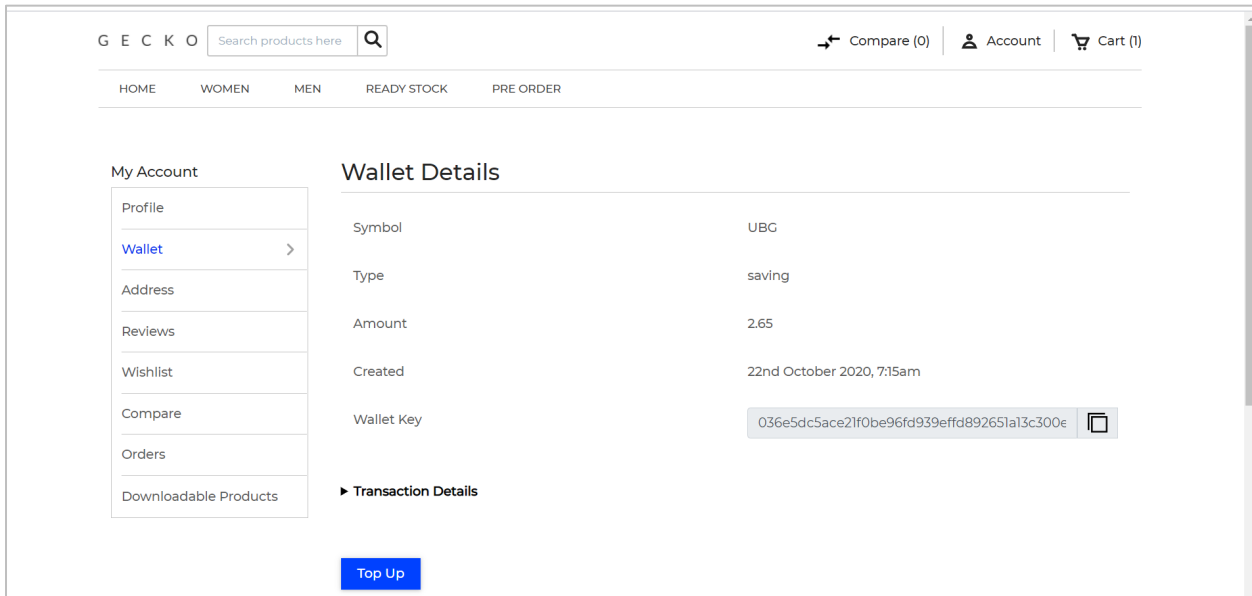 G E C K O
Search products here
Compare (0)
Account
Cart (1)
HOME WOMEN MEN READY STOCK PRE ORDER
My Account
Profile
Wallet
Address
Reviews
Wishlist
Compare
Orders
Downloadable Products
Wallet Details
Symbol UBG
Type saving
Amount 2.65
Created 22nd October 2020, 7:15am
Wallet Key 036e5dc5ace21f0be96fd939effd892651a13c300e
Transaction Details
Top Up